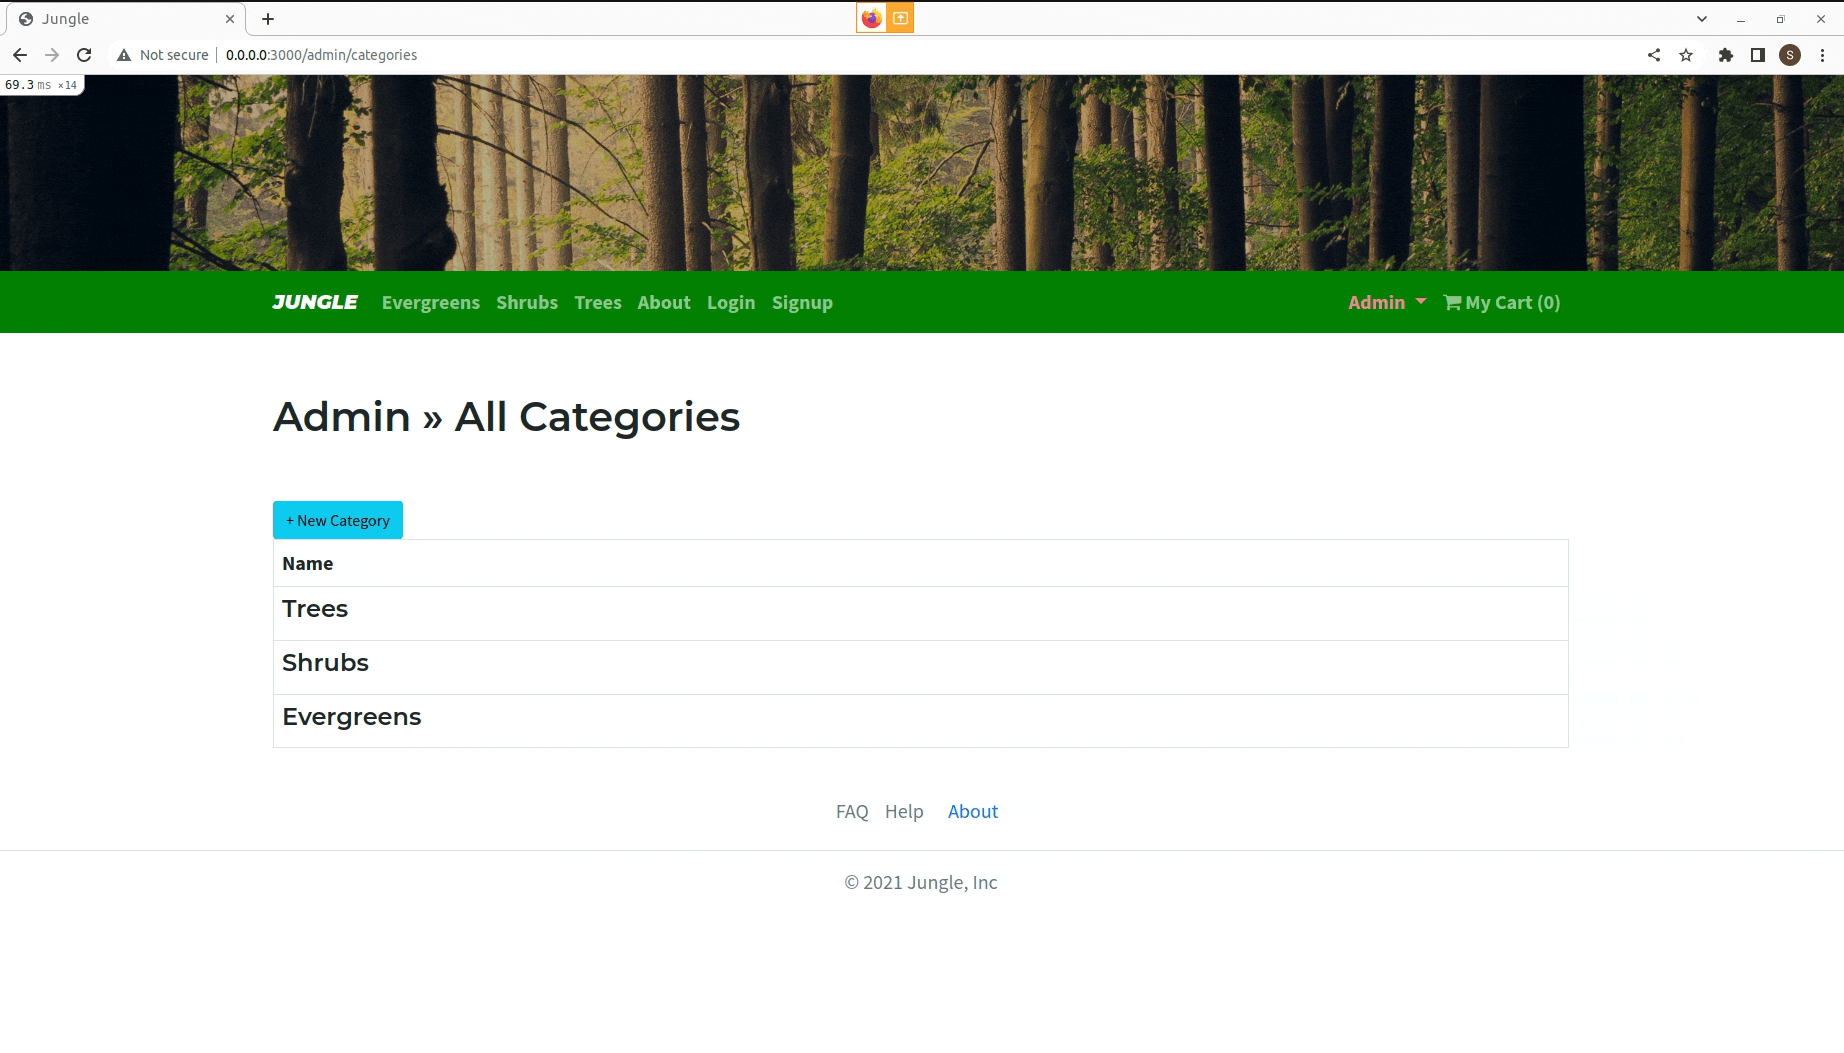 Jungle
Not secure 0.0.0.0:3000/admin/categories S
69.3 ms ×14
JUNGLE Evergreens Shrubs Trees About Login Signup Admin My Cart (0)
Admin » All Categories
+ New Category
Name
Trees
Shrubs
Evergreens
FAQ Help About
© 2021 Jungle, Inc